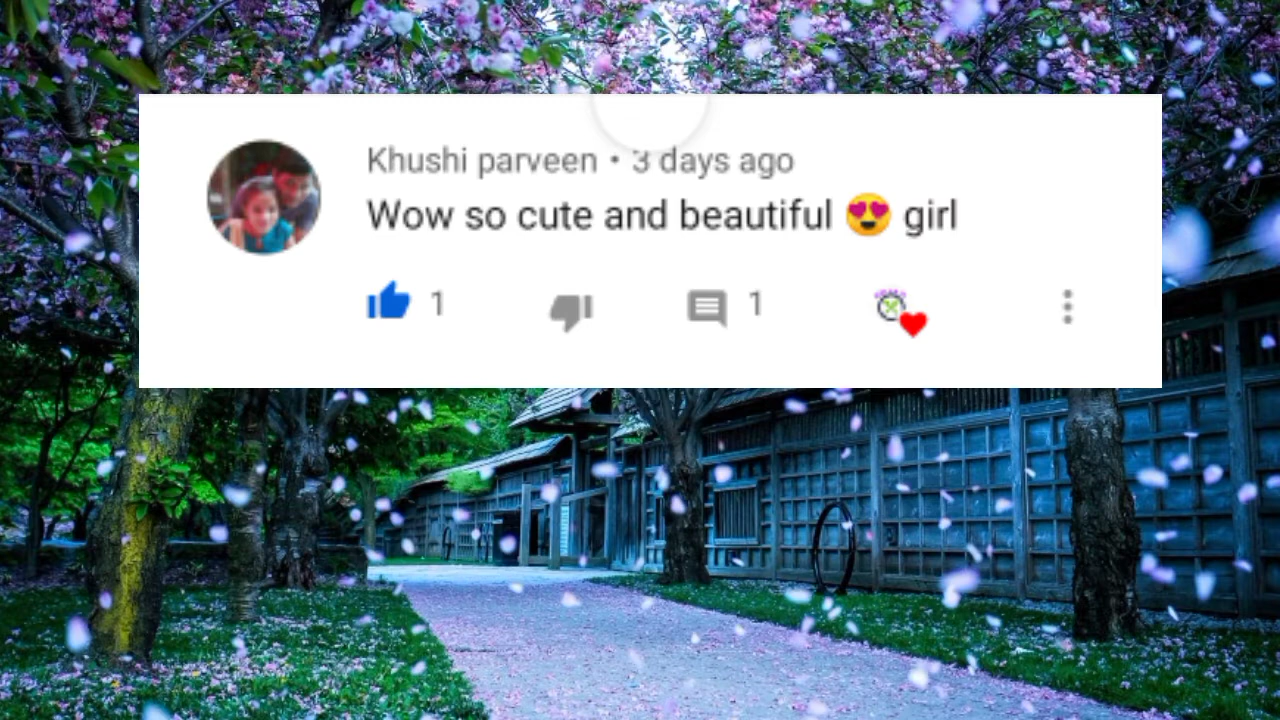 Khushi parveen • 3 days ago
Wow so cute and beautiful 😍 girl
1 1